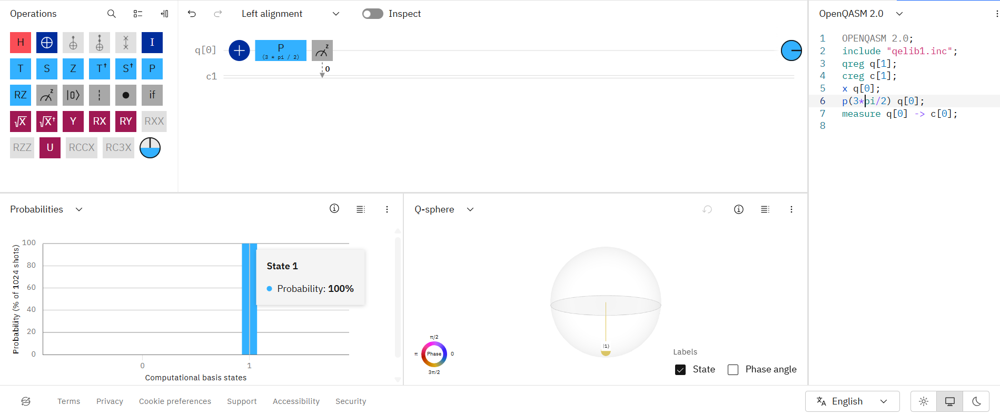 Operations
Left alignment
Inspect
OpenQASM 2.0
H
I
T S Z T† S† P
RZ z |0⟩ if
√X √X† Y RX RY RXX
RZZ U RCCX RC3X
q[0]
P
(3 * pi / 2)
z
0
c1
1 OPENQASM 2.0;
2 include "qelib1.inc";
3 qreg q[1];
4 creg c[1];
5 x q[0];
6 p(3*pi/2) q[0];
7 measure q[0] -> c[0];
8
Probabilities
Probability (% of 1024 shots)
100
80
60
40
20
0
State 1
Probability: 100%
0 1
Computational basis states
Q-sphere
|1⟩
π/2
π Phase 0
3π/2
Labels
State Phase angle
Terms Privacy Cookie preferences Support Accessibility Security
English